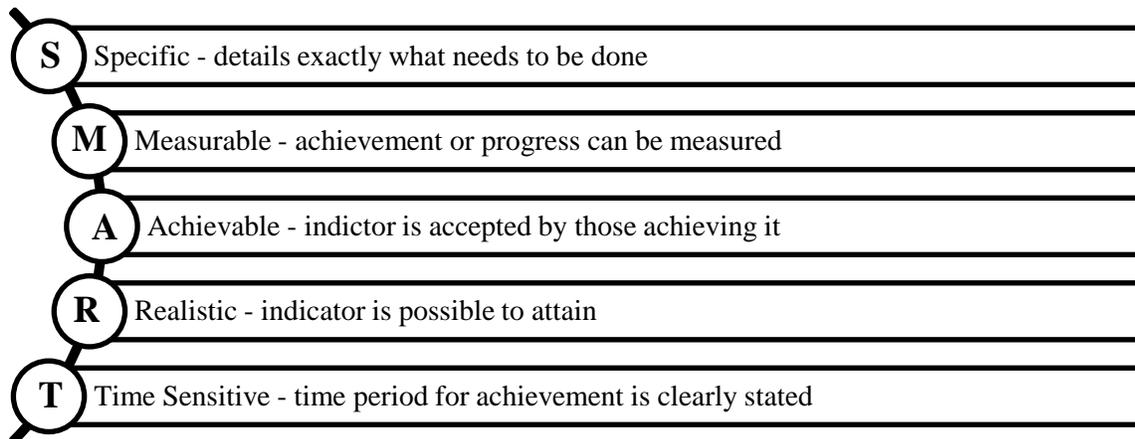 S Specific - details exactly what needs to be done
M Measurable - achievement or progress can be measured
A Achievable - indictor is accepted by those achieving it
R Realistic - indicator is possible to attain
T Time Sensitive - time period for achievement is clearly stated